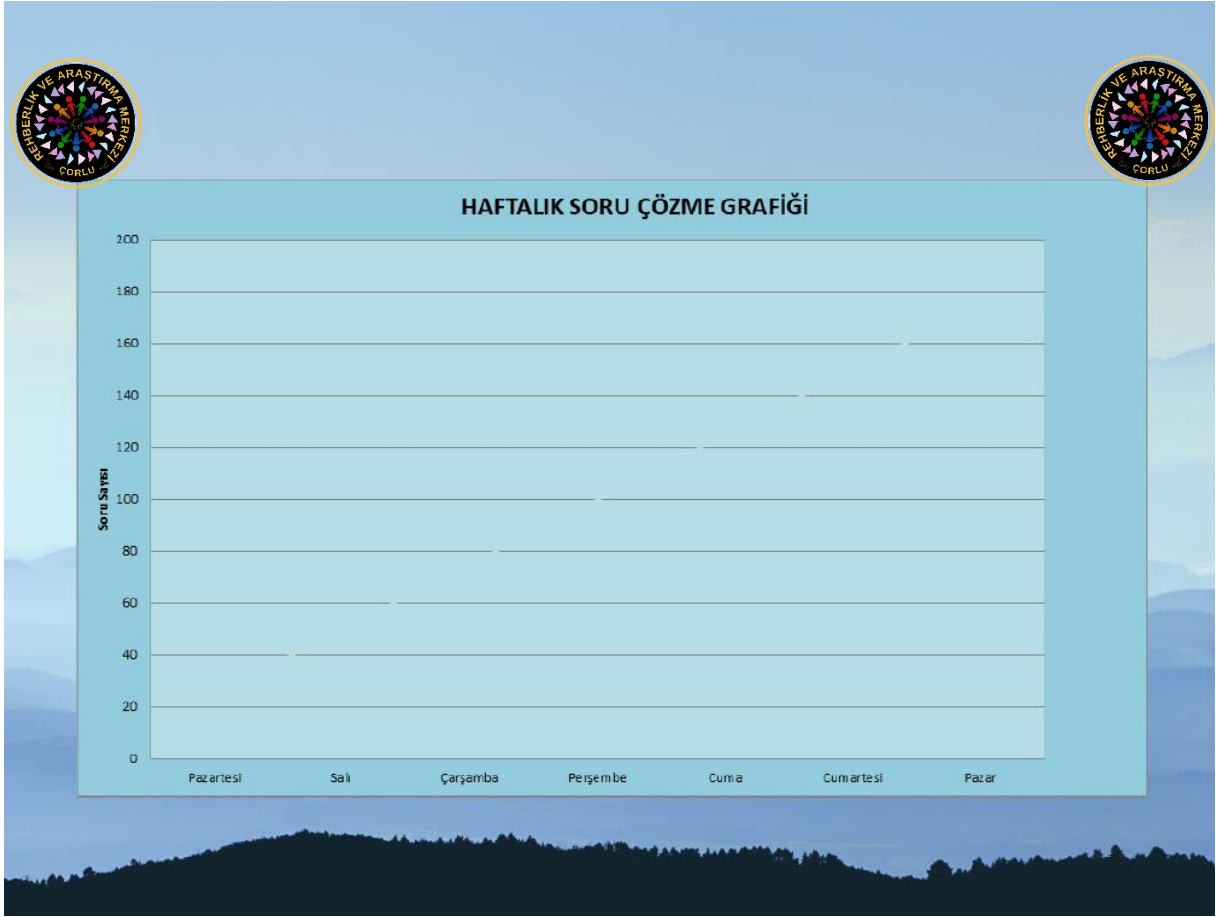 REHBERLİK VE ARAŞTIRMA MERKEZİ
ÇORLU
REHBERLİK VE ARAŞTIRMA MERKEZİ
ÇORLU
HAFTALIK SORU ÇÖZME GRAFİĞİ
200
180
160
140
120
100
80
60
40
20
0
Soru Sayısı
Pazartesi Salı Çarşamba Perşembe Cuma Cumartesi Pazar